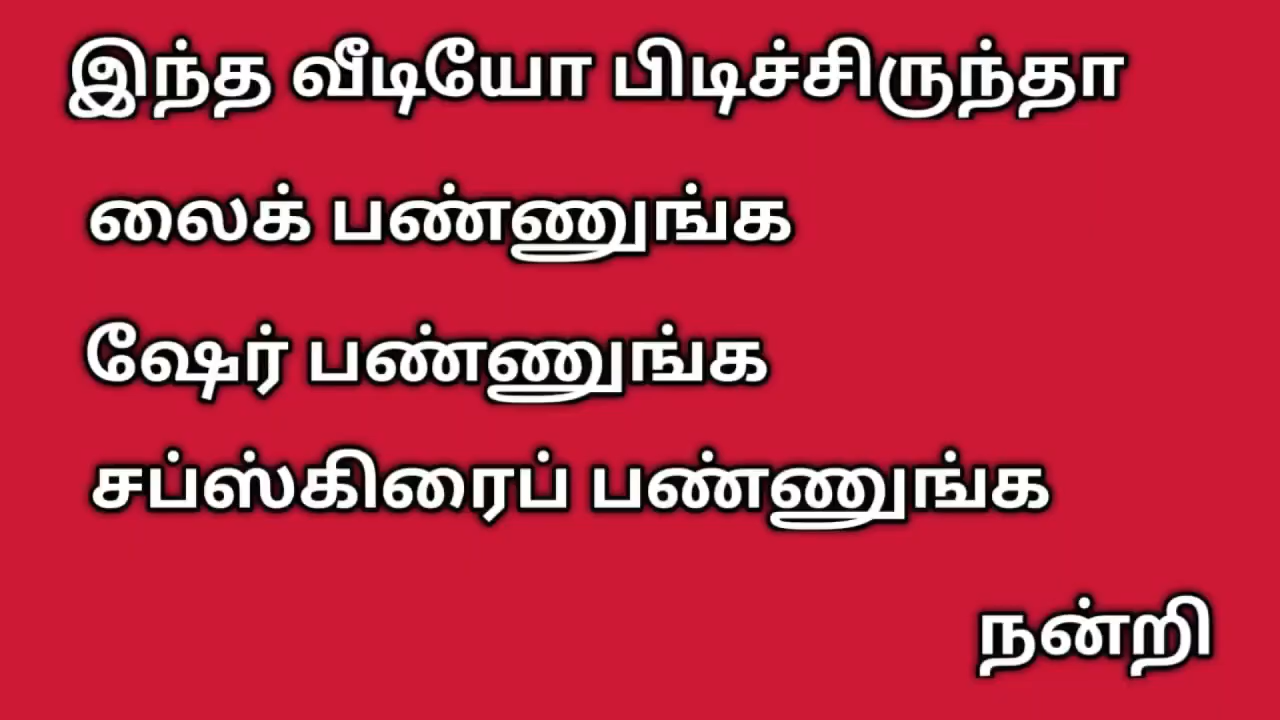 இந்த வீடியோ பிடிச்சிருந்தா
லைக் பண்ணுங்க
ஷேர் பண்ணுங்க
சப்ஸ்கிரைப் பண்ணுங்க
நன்றி